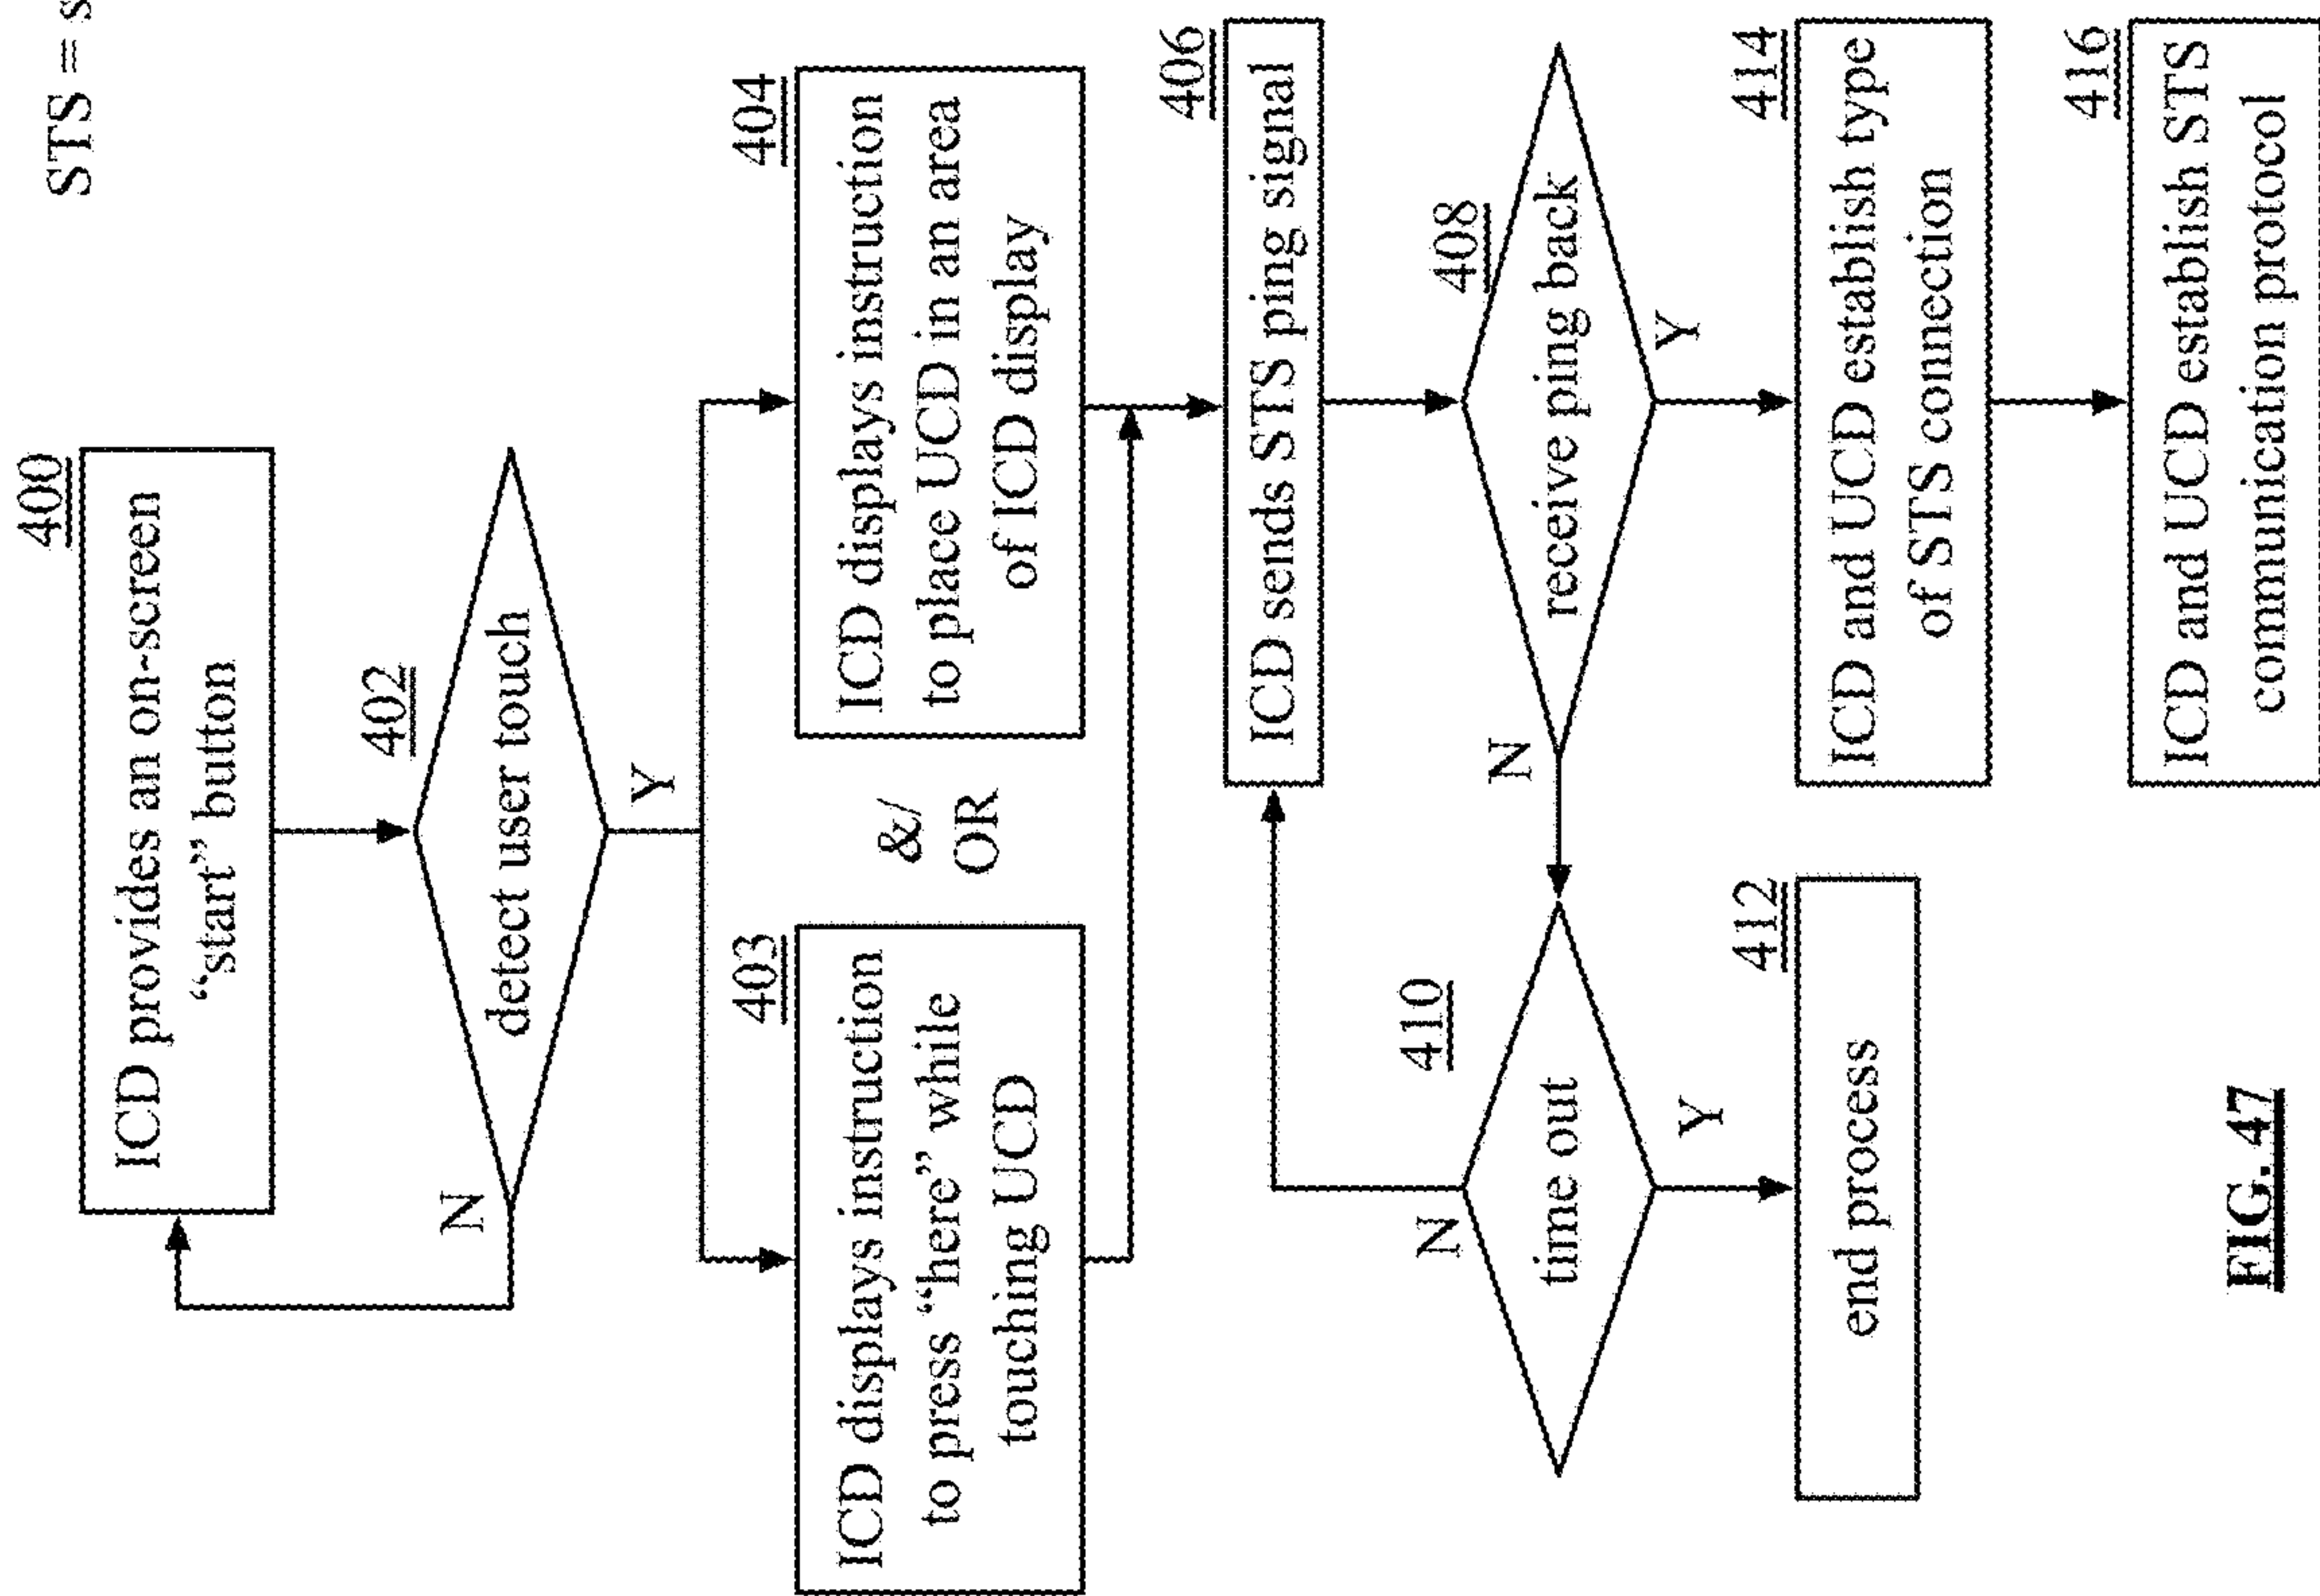 STS = s
400
ICD provides an on-screen
“start” button
402
detect user touch
N
Y
403
ICD displays instruction
to press “here” while
touching UCD
&/
OR
404
ICD displays instruction
to place UCD in an area
of ICD display
406
ICD sends STS ping signal
408
receive ping back
N
Y
410
time out
N
Y
412
end process
414
ICD and UCD establish type
of STS connection
416
ICD and UCD establish STS
communication protocol
FIG. 47